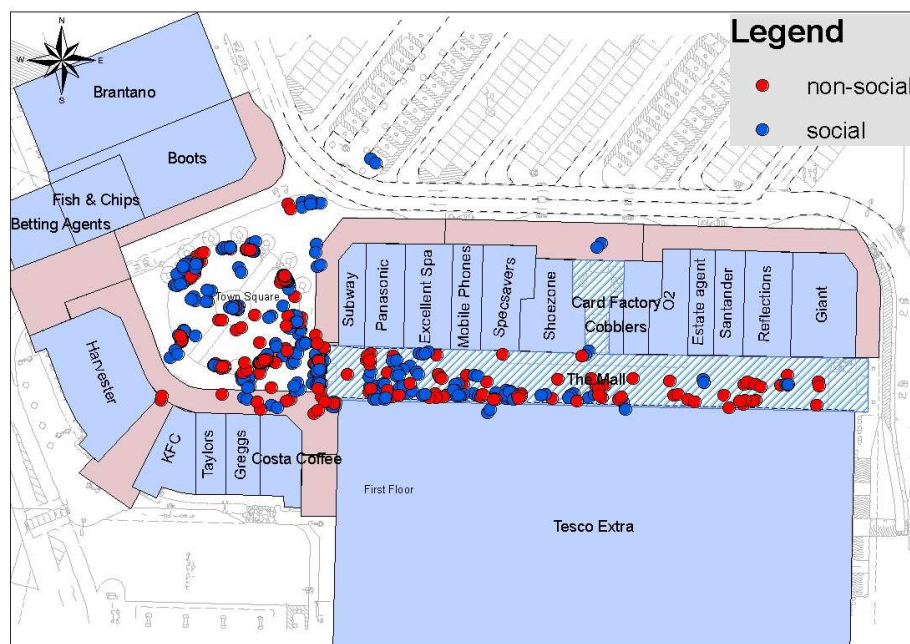 N
W
E
S
Legend
non-social
social
Brantano
Boots
Fish & Chips
Betting Agents
Town Square
Harvester
KFC
Taylors
Greggs
Costa Coffee
Subway
Panasonic
Excellent Spa
Mobile Phones
Specsavers
Shoezone
Card Factory
Cobblers
O2
Estate agent
Santander
Reflections
Giant
The Mall
First Floor
Tesco Extra